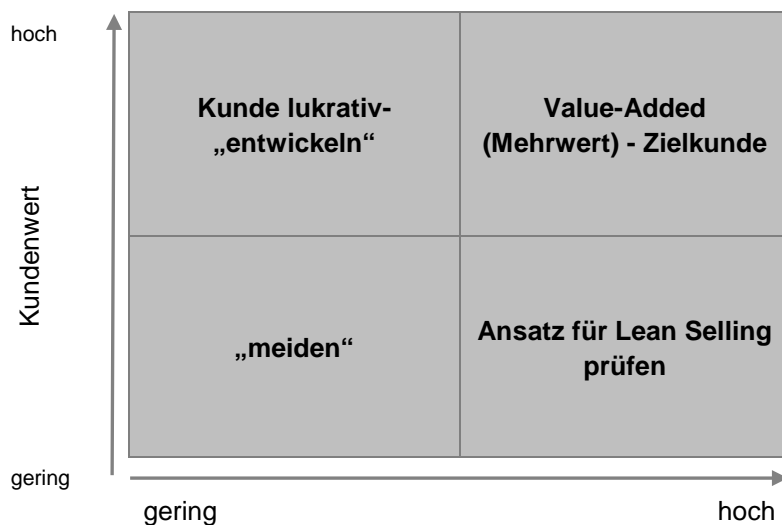 hoch
Kunde lukrativ-
„entwickeln“
Value-Added
(Mehrwert) - Zielkunde
Kundenwert
„meiden“
Ansatz für Lean Selling
prüfen
gering
gering
hoch